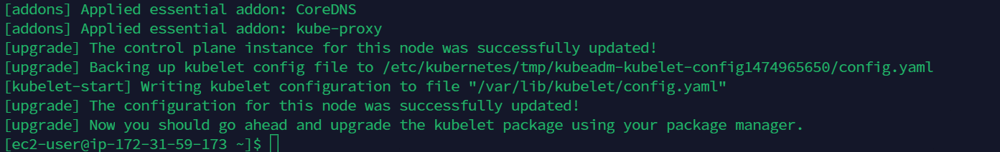 [addons] Applied essential addon: CoreDNS
[addons] Applied essential addon: kube-proxy
[upgrade] The control plane instance for this node was successfully updated!
[upgrade] Backing up kubelet config file to /etc/kubernetes/tmp/kubeadm-kubelet-config1474965650/config.yaml
[kubelet-start] Writing kubelet configuration to file "/var/lib/kubelet/config.yaml"
[upgrade] The configuration for this node was successfully updated!
[upgrade] Now you should go ahead and upgrade the kubelet package using your package manager.
[ec2-user@ip-172-31-59-173 ~]$